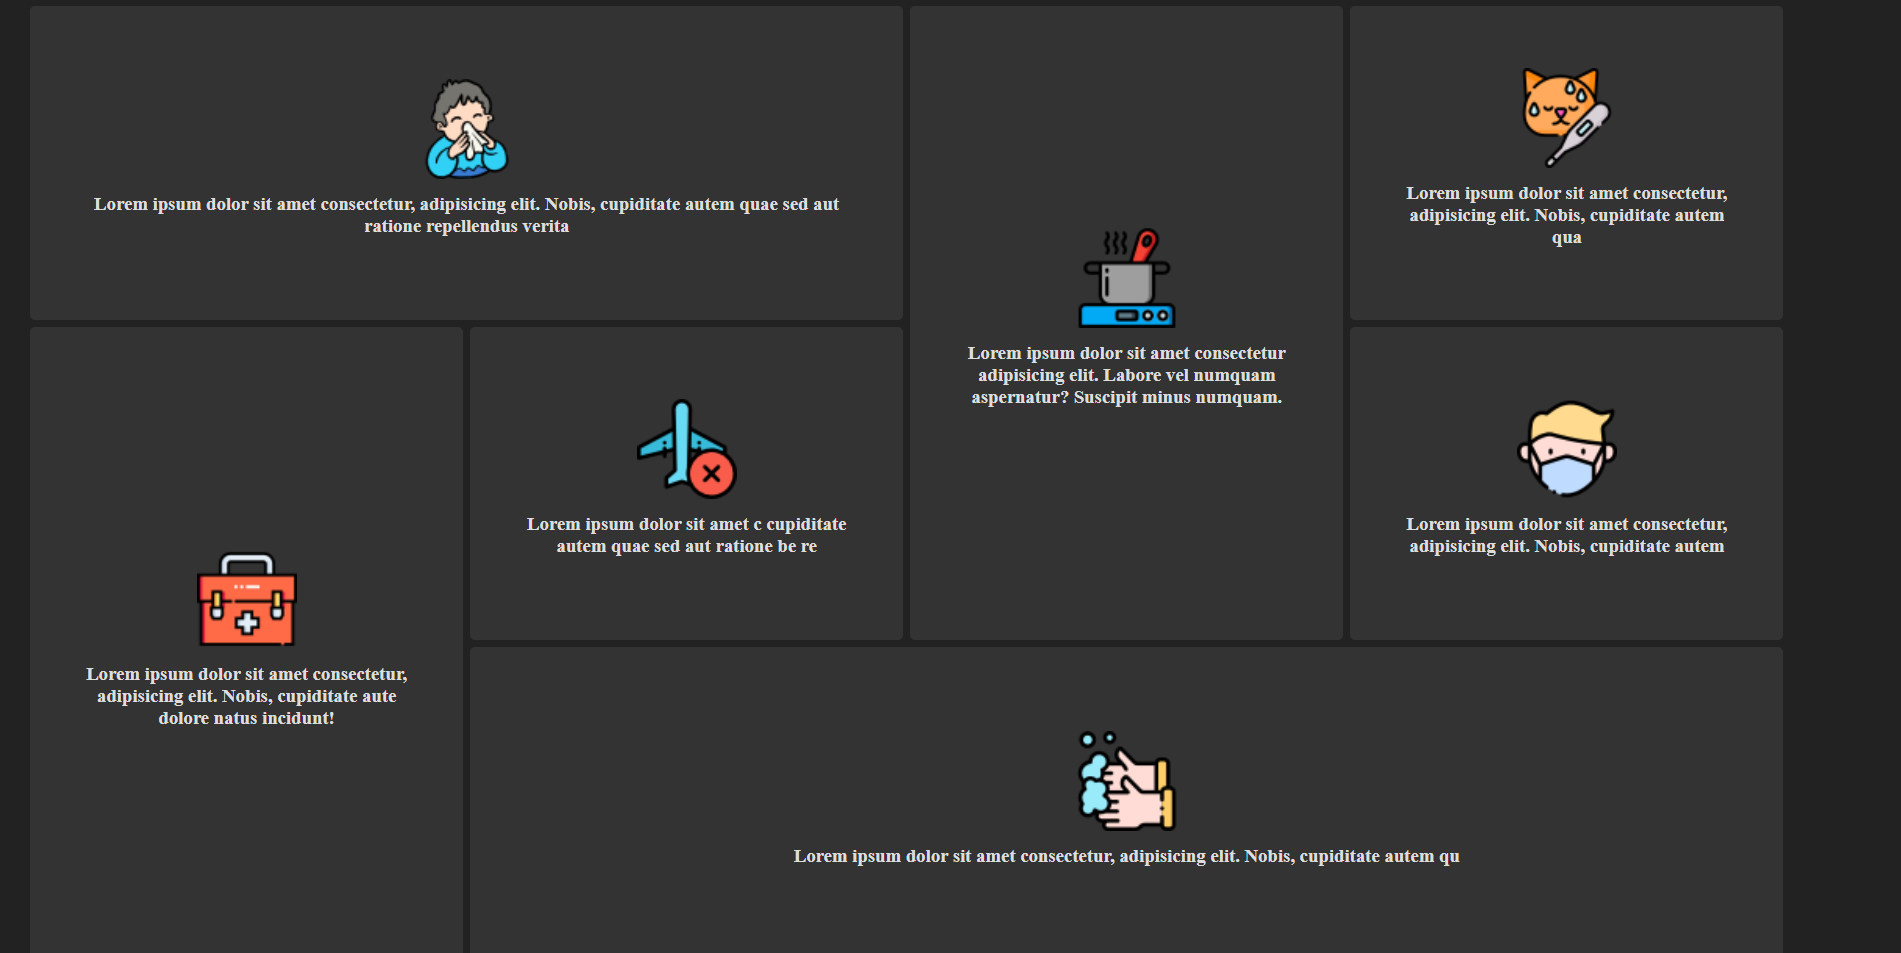 Lorem ipsum dolor sit amet consectetur, adipisicing elit. Nobis, cupiditate autem quae sed aut
ratione repellendus verita
Lorem ipsum dolor sit amet consectetur
adipisicing elit. Labore vel numquam
aspernatur? Suscipit minus numquam.
Lorem ipsum dolor sit amet consectetur,
adipisicing elit. Nobis, cupiditate autem
qua
Lorem ipsum dolor sit amet consectetur,
adipisicing elit. Nobis, cupiditate aute
dolore natus incidunt!
Lorem ipsum dolor sit amet c cupiditate
autem quae sed aut ratione be re
Lorem ipsum dolor sit amet consectetur,
adipisicing elit. Nobis, cupiditate autem
Lorem ipsum dolor sit amet consectetur, adipisicing elit. Nobis, cupiditate autem qu